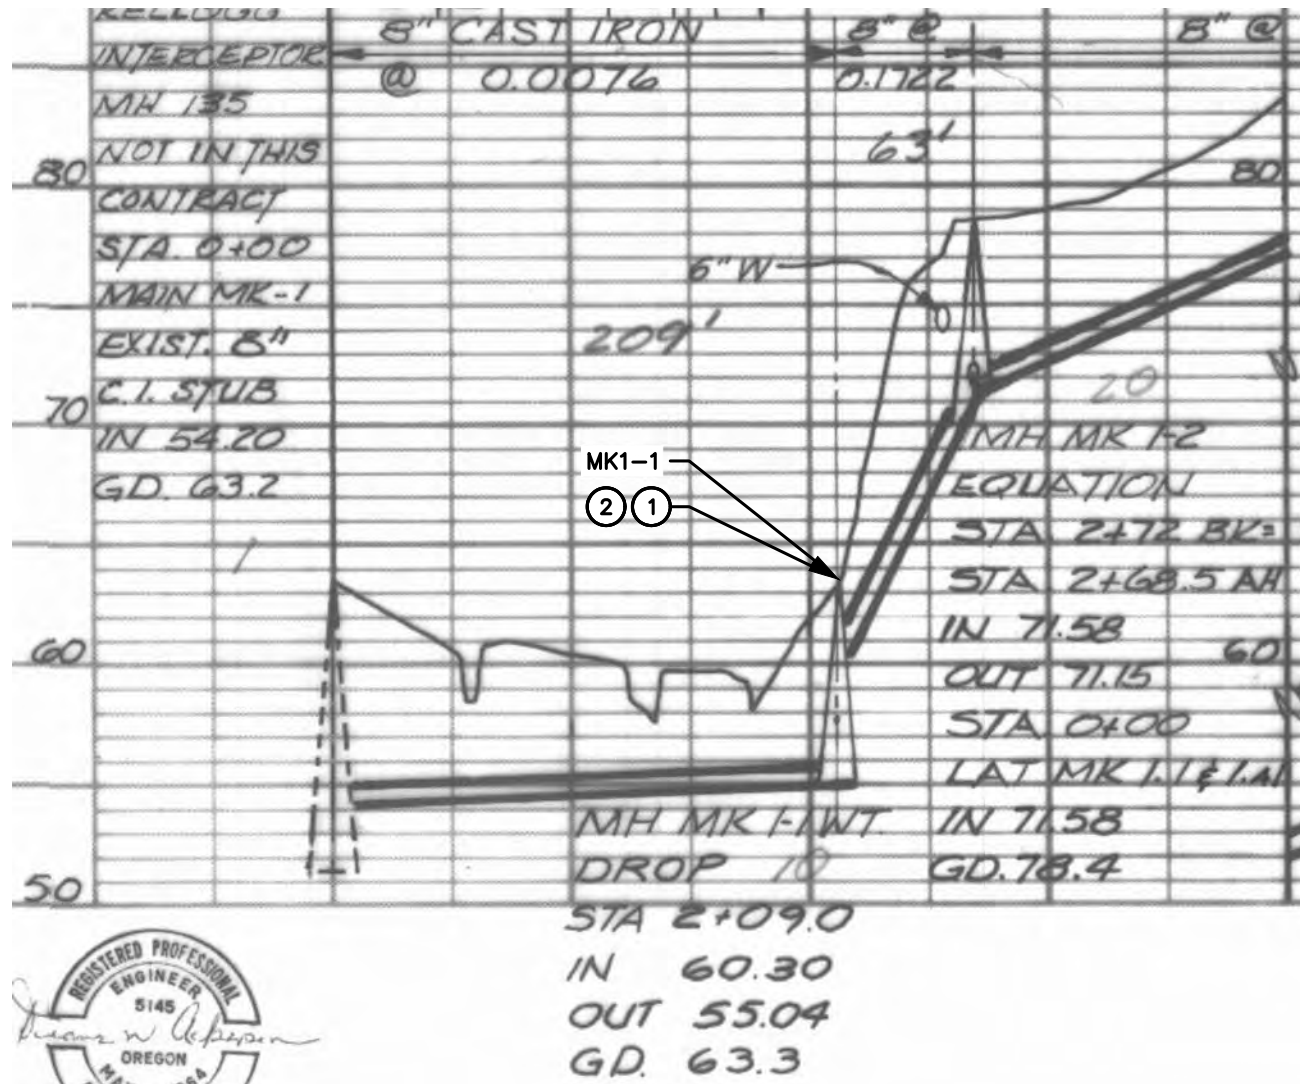 KELLOGG
INTERCEPTOR
MH 135
NOT IN THIS
CONTRACT
STA. 0+00
MAIN MK-1
EXIST. 8"
C.I. STUB
IN 54.20
GD. 63.2
1
8" CAST IRON
@ 0.0076
8" @
0.1722
8" @
63'
209'
6" W
80
70
60
50
80
60
MK1-1
2 1
20
MH MK 1-2
EQUATION
STA 2+72 BK=
STA 2+68.5 AH
IN 71.58
OUT 71.15
STA 0+00
LAT MK 1.1 & 1.A1
IN 71.58
GD. 78.4
MH MK 1-1 WT.
DROP 10
STA 2+09.0
IN 60.30
OUT 55.04
GD. 63.3
REGISTERED PROFESSIONAL
ENGINEER
5145
OREGON